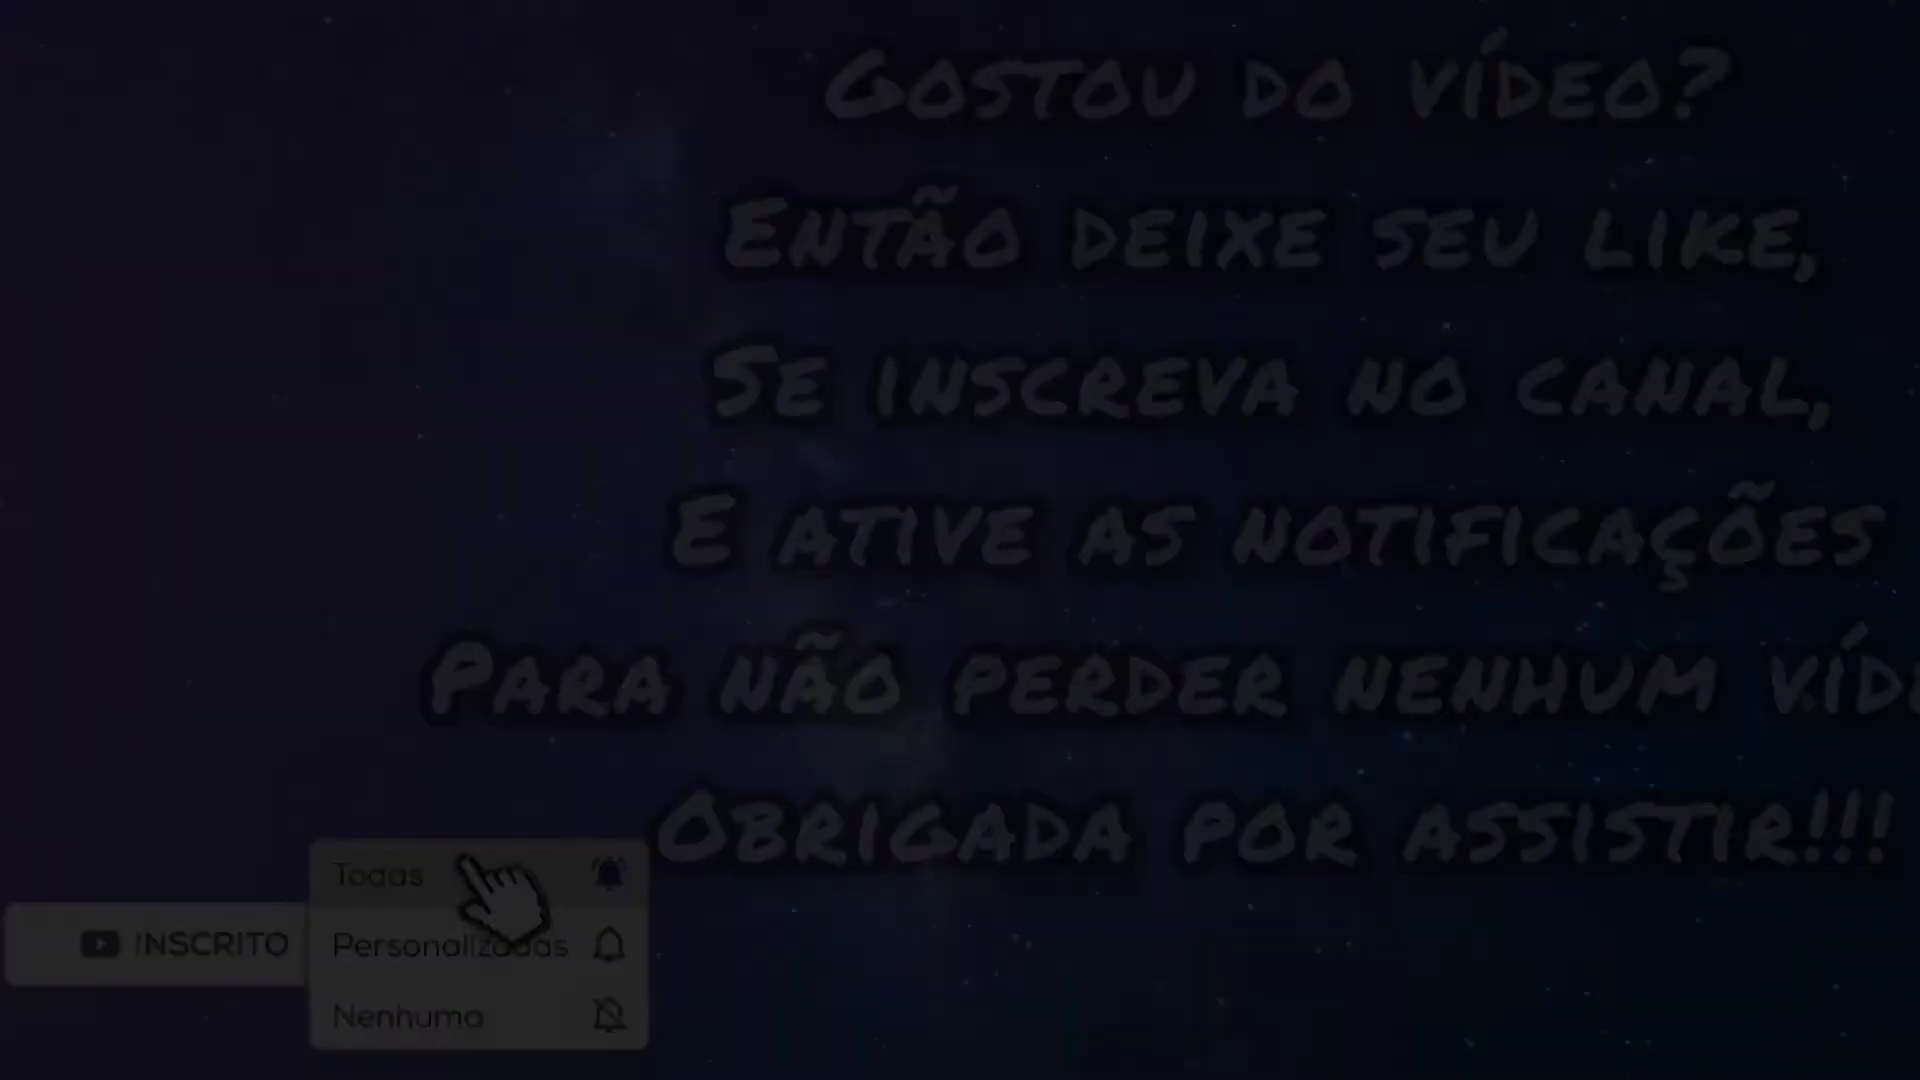 Gostou do vídeo?
Então deixe seu like,
Se inscreva no canal,
E ative as notificações
Para não perder nenhum
Obrigada por assistir!!!
Todas
INSCRITO
Personalizadas
Nenhuma